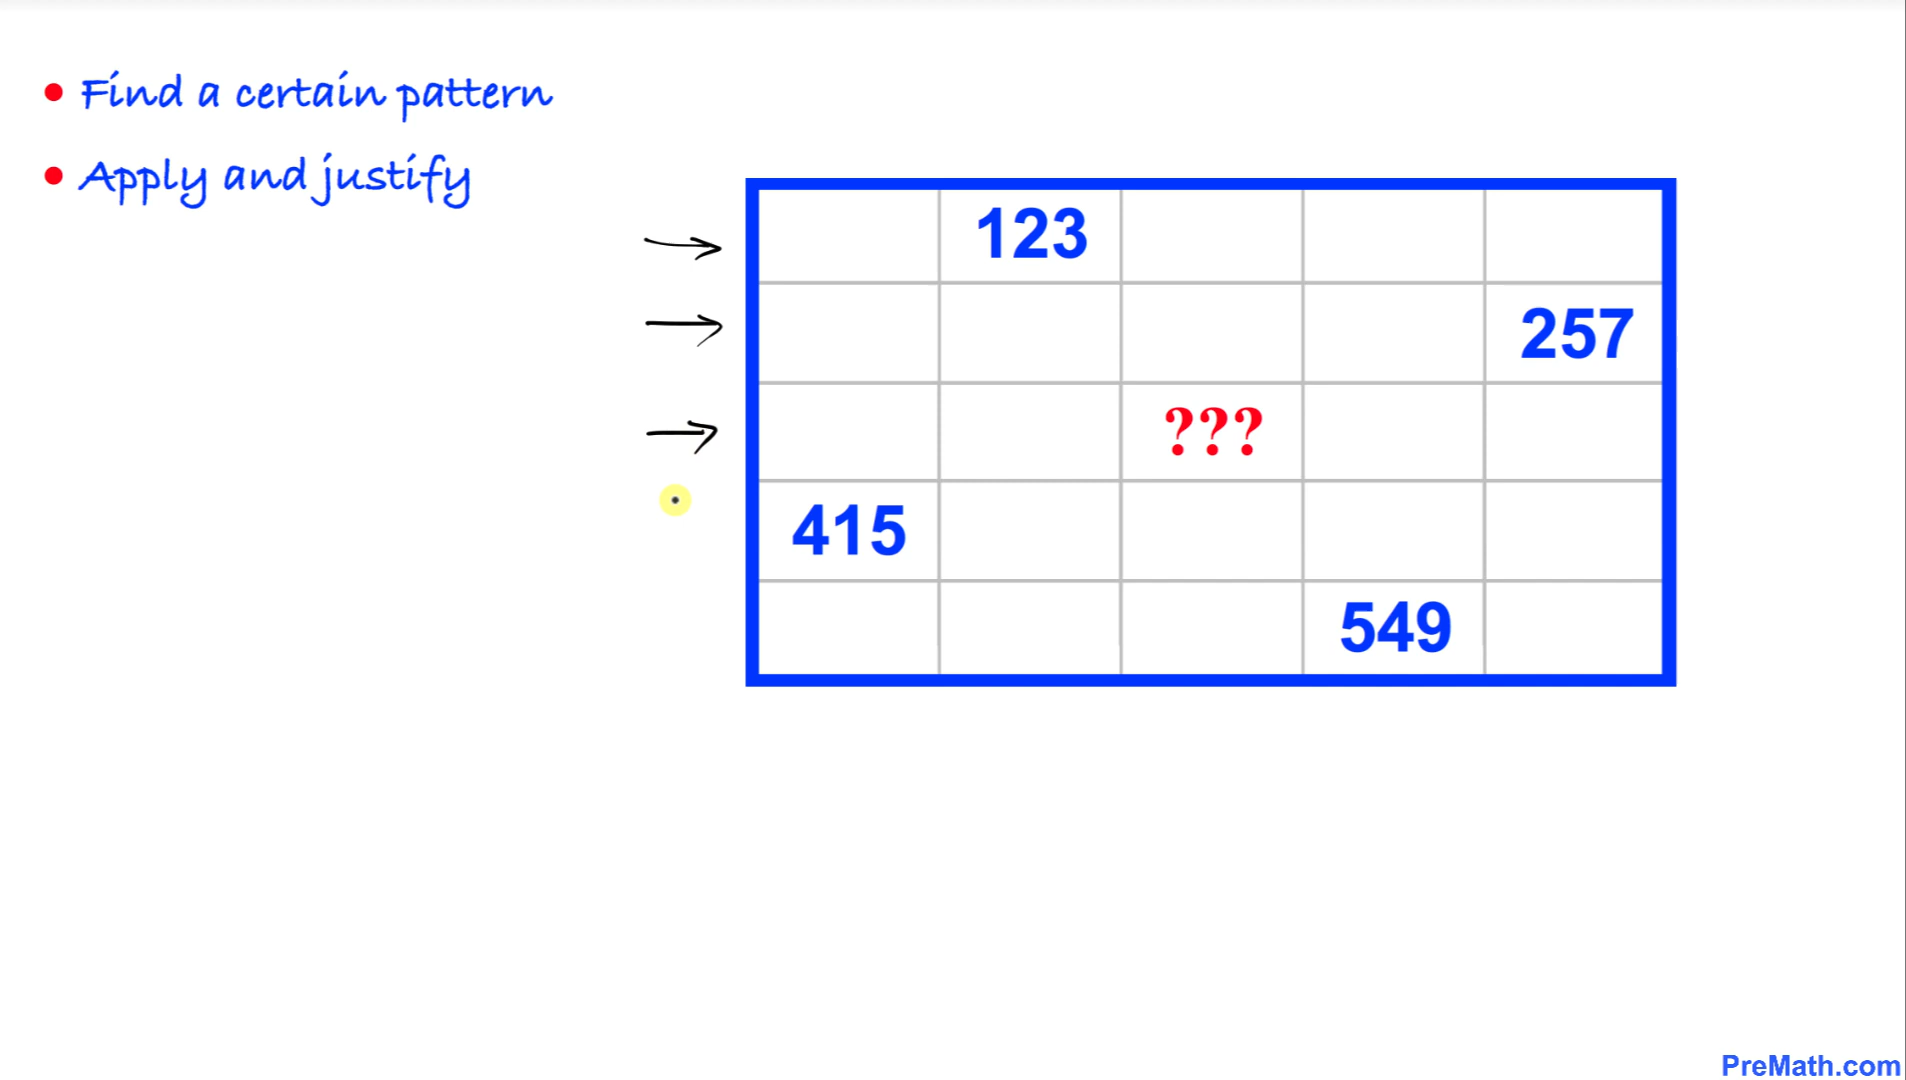 • Find a certain pattern
• Apply and justify
123
257
???
415
549
PreMath.com